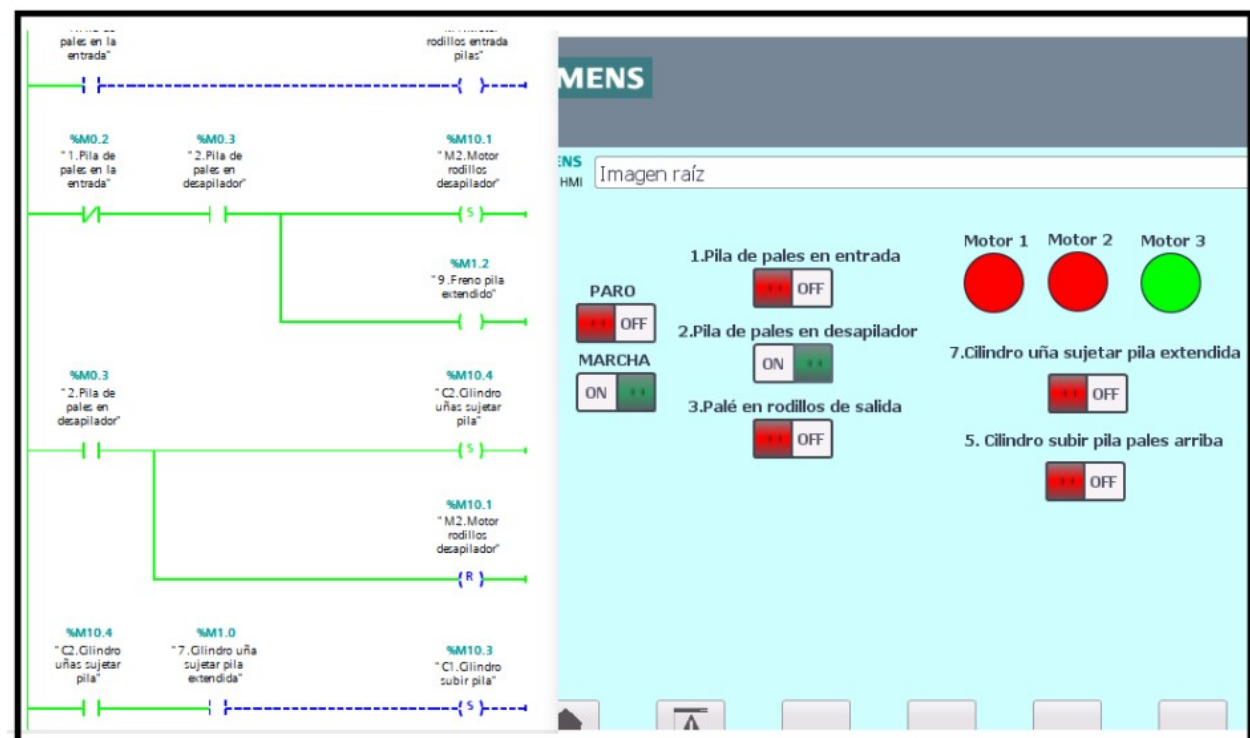 pales en la
entrada"
rodillos entrada
pilas"
%M0.2
"1.Pila de
pales en la
entrada"
%M0.3
"2.Pila de
pales en
desapilador"
%M10.1
"M2.Motor
rodillos
desapilador"
S
%M1.2
"9.Freno pila
extendido"
%M0.3
"2.Pila de
pales en
desapilador"
%M10.4
"C2.Cilindro
uñas sujetar
pila"
S
%M10.1
"M2.Motor
rodillos
desapilador"
R
%M10.4
"C2.Cilindro
uñas sujetar
pila"
%M1.0
"7.Cilindro uña
sujetar pila
extendida"
%M10.3
"C1.Cilindro
subir pila"
S
MENS
ENS
HMI
Imagen raíz
PARO
OFF
MARCHA
ON
1.Pila de pales en entrada
OFF
2.Pila de pales en desapilador
ON
3.Palé en rodillos de salida
OFF
Motor 1 Motor 2 Motor 3
7.Cilindro uña sujetar pila extendida
OFF
5. Cilindro subir pila pales arriba
OFF